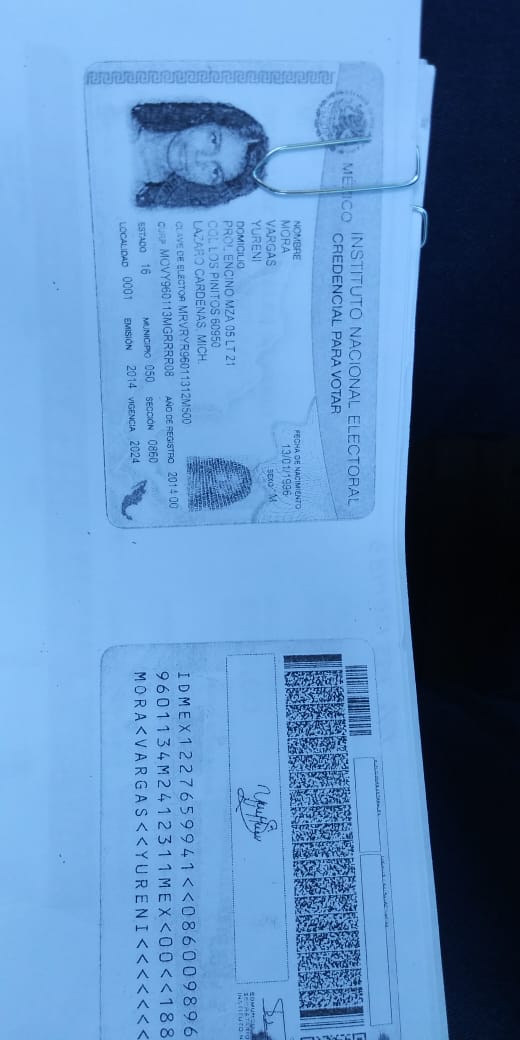 MÉXICO INSTITUTO NACIONAL ELECTORAL
CREDENCIAL PARA VOTAR
NOMBRE
MORA
VARGAS
YURENI
FECHA DE NACIMIENTO
13/01/1996
SEXO M
DOMICILIO
PROL ENCINO MZA 05 LT 21
COL LOS PINITOS 60950
LAZARO CARDENAS, MICH.
CLAVE DE ELECTOR MRVRYR96011312M500
CURP MOVY960113MGRRRR08 AÑO DE REGISTRO 2014 00
ESTADO 16 MUNICIPIO 050 SECCIÓN 0860
LOCALIDAD 0001 EMISIÓN 2014 VIGENCIA 2024
IDMEX1227659941<<086009896
9601134M2412311MEX<00<<188
MORA<VARGAS<<YURENI<<<<<<<